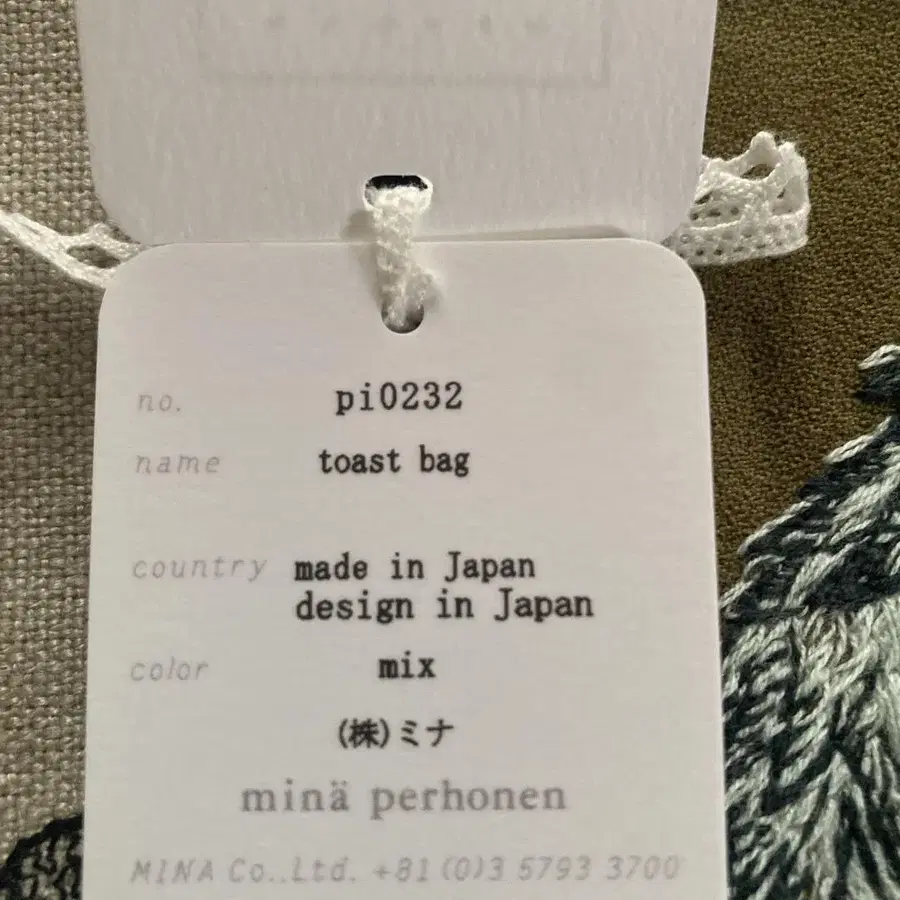 no. pi0232
name toast bag
country made in Japan
design in Japan
color mix
(株)ミナ
minä perhonen
MINA Co..Ltd. +81 (0)3 5793 3700